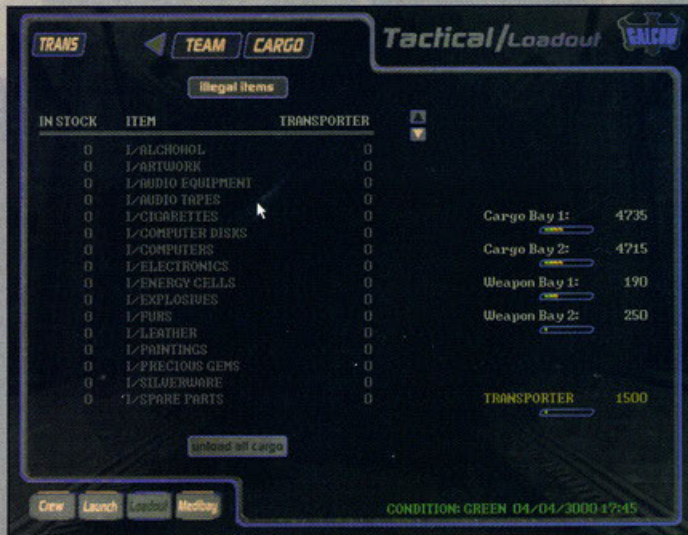 TRANS TEAM CARGO Tactical/Loadout GALCOM
illegal items
IN STOCK ITEM TRANSPORTER
0 I/ALCHOHOL 0
0 I/ARTWORK 0
0 I/AUDIO EQUIPMENT 0
0 I/AUDIO TAPES 0
0 I/CIGARETTES 0
0 I/COMPUTER DISKS 0
0 I/COMPUTERS 0
0 I/ELECTRONICS 0
0 I/ENERGY CELLS 0
0 I/EXPLOSIVES 0
0 I/FURS 0
0 I/LEATHER 0
0 I/PAINTINGS 0
0 I/PRECIOUS GEMS 0
0 I/SILVERWARE 0
0 I/SPARE PARTS 0
Cargo Bay 1: 4735
Cargo Bay 2: 4715
Weapon Bay 1: 190
Weapon Bay 2: 250
TRANSPORTER 1500
unload all cargo
Crew Launch Loadout Medibay
CONDITION: GREEN 04/04/3000 17:45